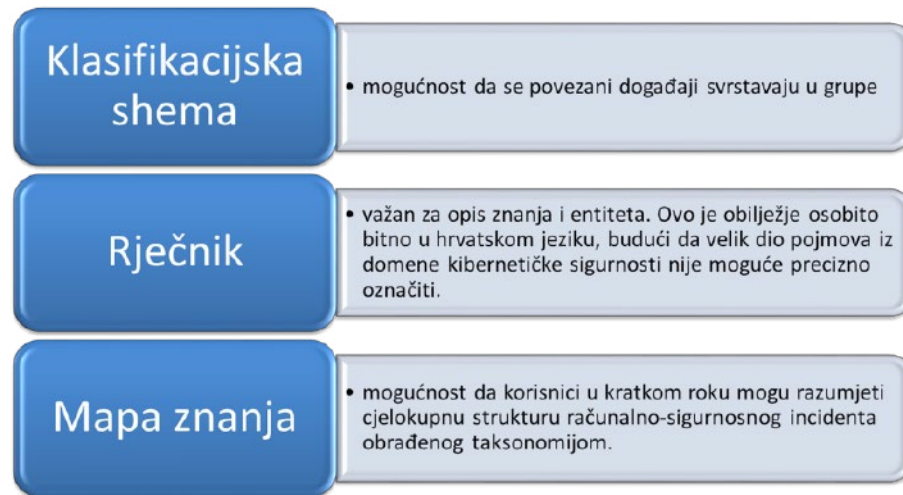 Klasifikacijska
shema
• mogućnost da se povezani događaji svrstavaju u grupe
Rječnik
• važan za opis znanja i entiteta. Ovo je obilježje osobito
bitno u hrvatskom jeziku, budući da velik dio pojmova iz
domene kibernetičke sigurnosti nije moguće precizno
označiti.
Mapa znanja
• mogućnost da korisnici u kratkom roku mogu razumjeti
cjelokupnu strukturu računalno-sigurnosnog incidenta
obrađenog taksonomijom.